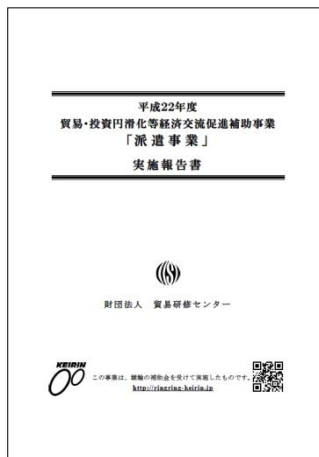 平成22年度
貿易・投資円滑化等経済交流促進補助事業
「派遣事業」
実施報告書
財団法人　貿易研修センター
KEIRIN
この事業は、競輪の補助金を受けて実施したものです。
http://ringring-keirin.jp